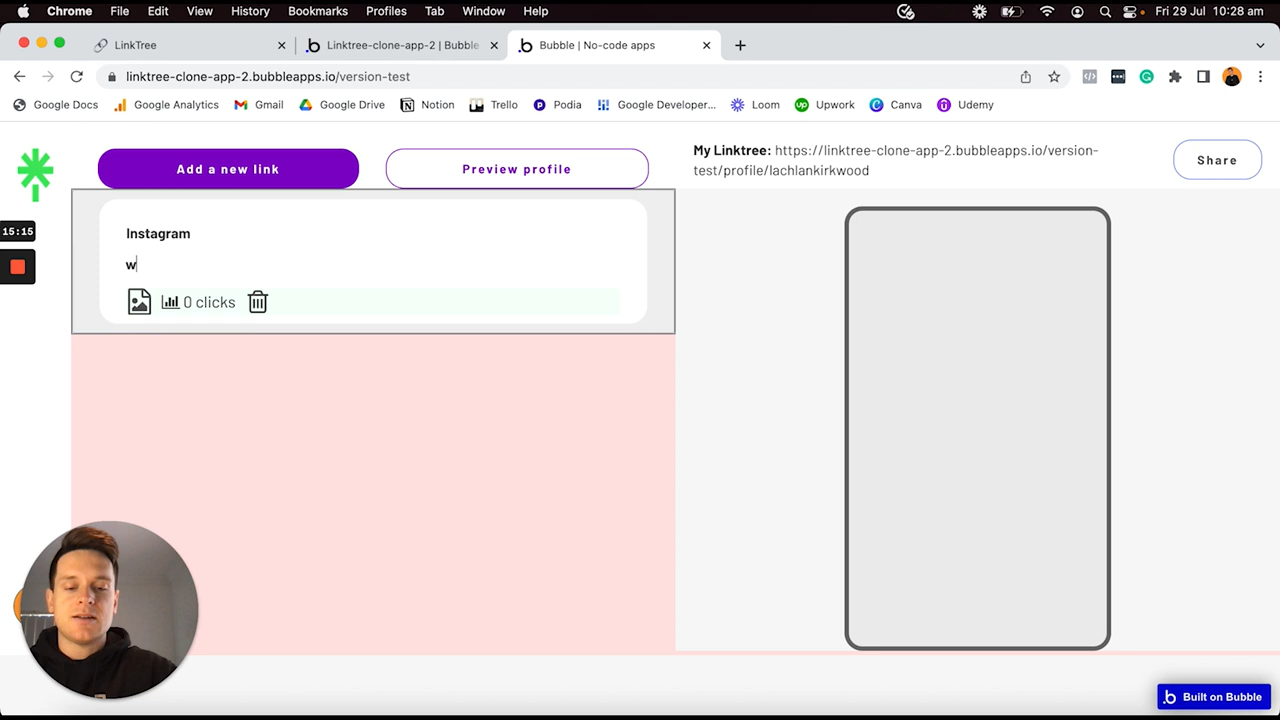 Chrome File Edit View History Bookmarks Profiles Tab Window Help Fri 29 Jul 10:28 am
LinkTree Linktree-clone-app-2 | Bubble Bubble | No-code apps
linktree-clone-app-2.bubbleapps.io/version-test
Google Docs Google Analytics Gmail Google Drive Notion Trello Podia Google Developer... Loom Upwork Canva Udemy
Add a new link
Preview profile
My Linktree: https://linktree-clone-app-2.bubbleapps.io/version-
test/profile/lachlankirkwood
Share
15:15
Instagram
w
0 clicks
Built on Bubble